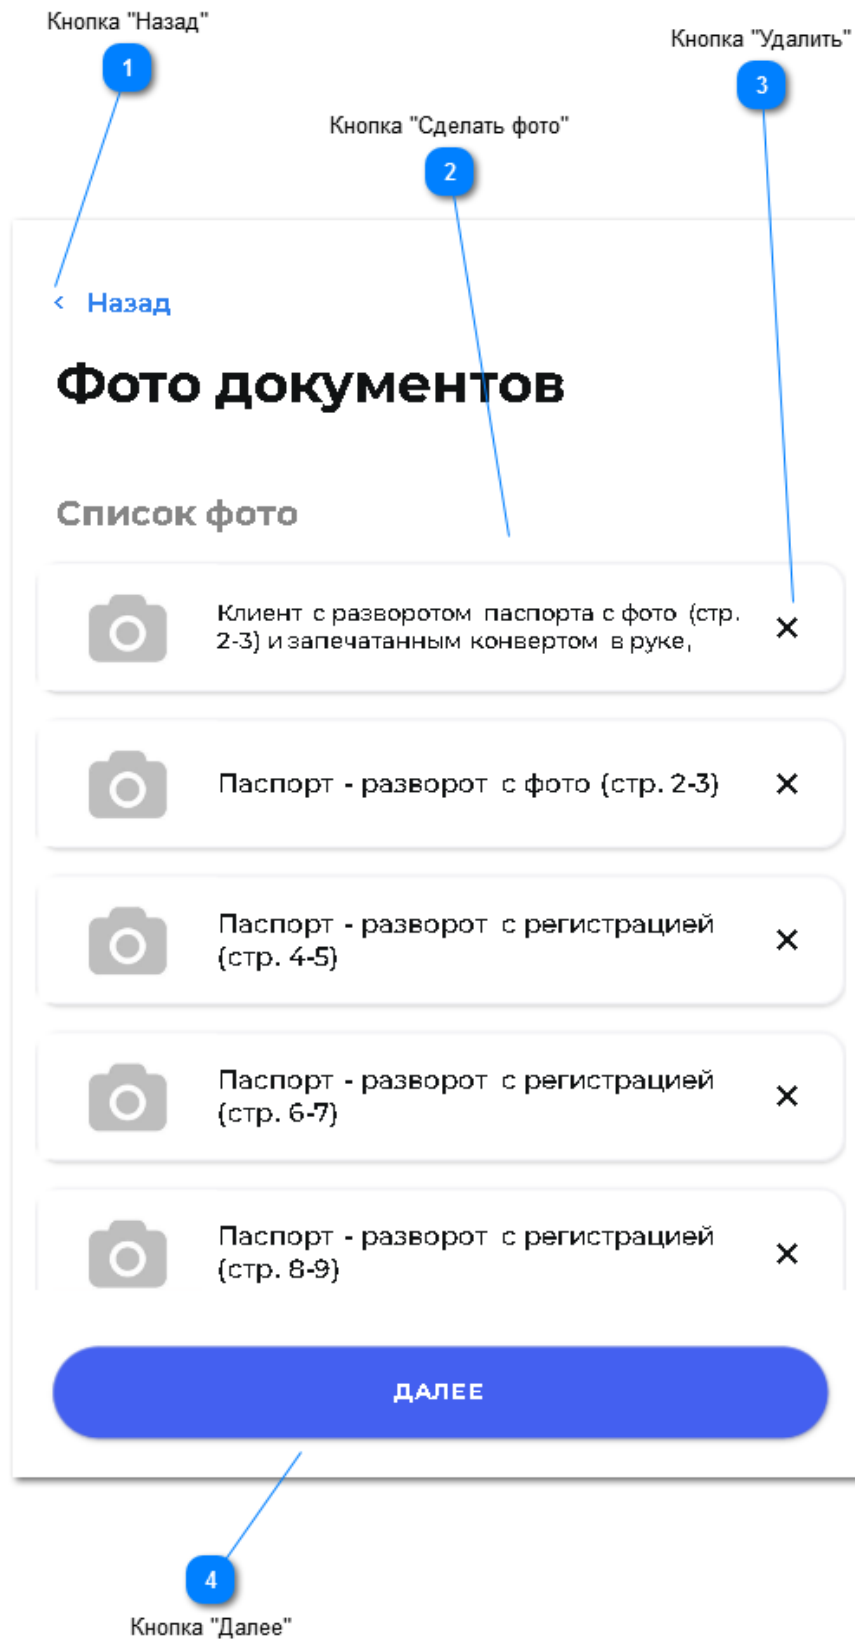 Кнопка "Назад"
1
Кнопка "Удалить"
3
Кнопка "Сделать фото"
2
< Назад
Фото документов
Список фото
Клиент с разворотом паспорта с фото (стр.
2-3) и запечатанным конвертом в руке,
Паспорт - разворот с фото (стр. 2-3)
Паспорт - разворот с регистрацией
(стр. 4-5)
Паспорт - разворот с регистрацией
(стр. 6-7)
Паспорт - разворот с регистрацией
(стр. 8-9)
ДАЛЕЕ
4
Кнопка "Далее"